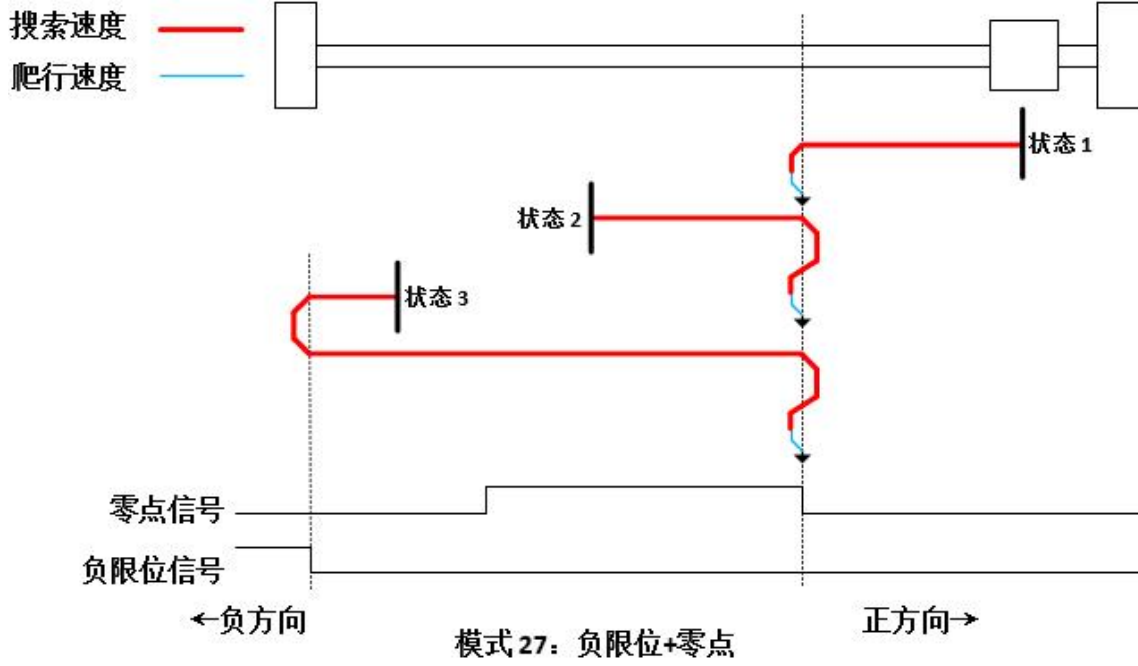 搜索速度
爬行速度
状态1
状态2
状态3
零点信号
负限位信号
←负方向
正方向→
模式27：负限位+零点